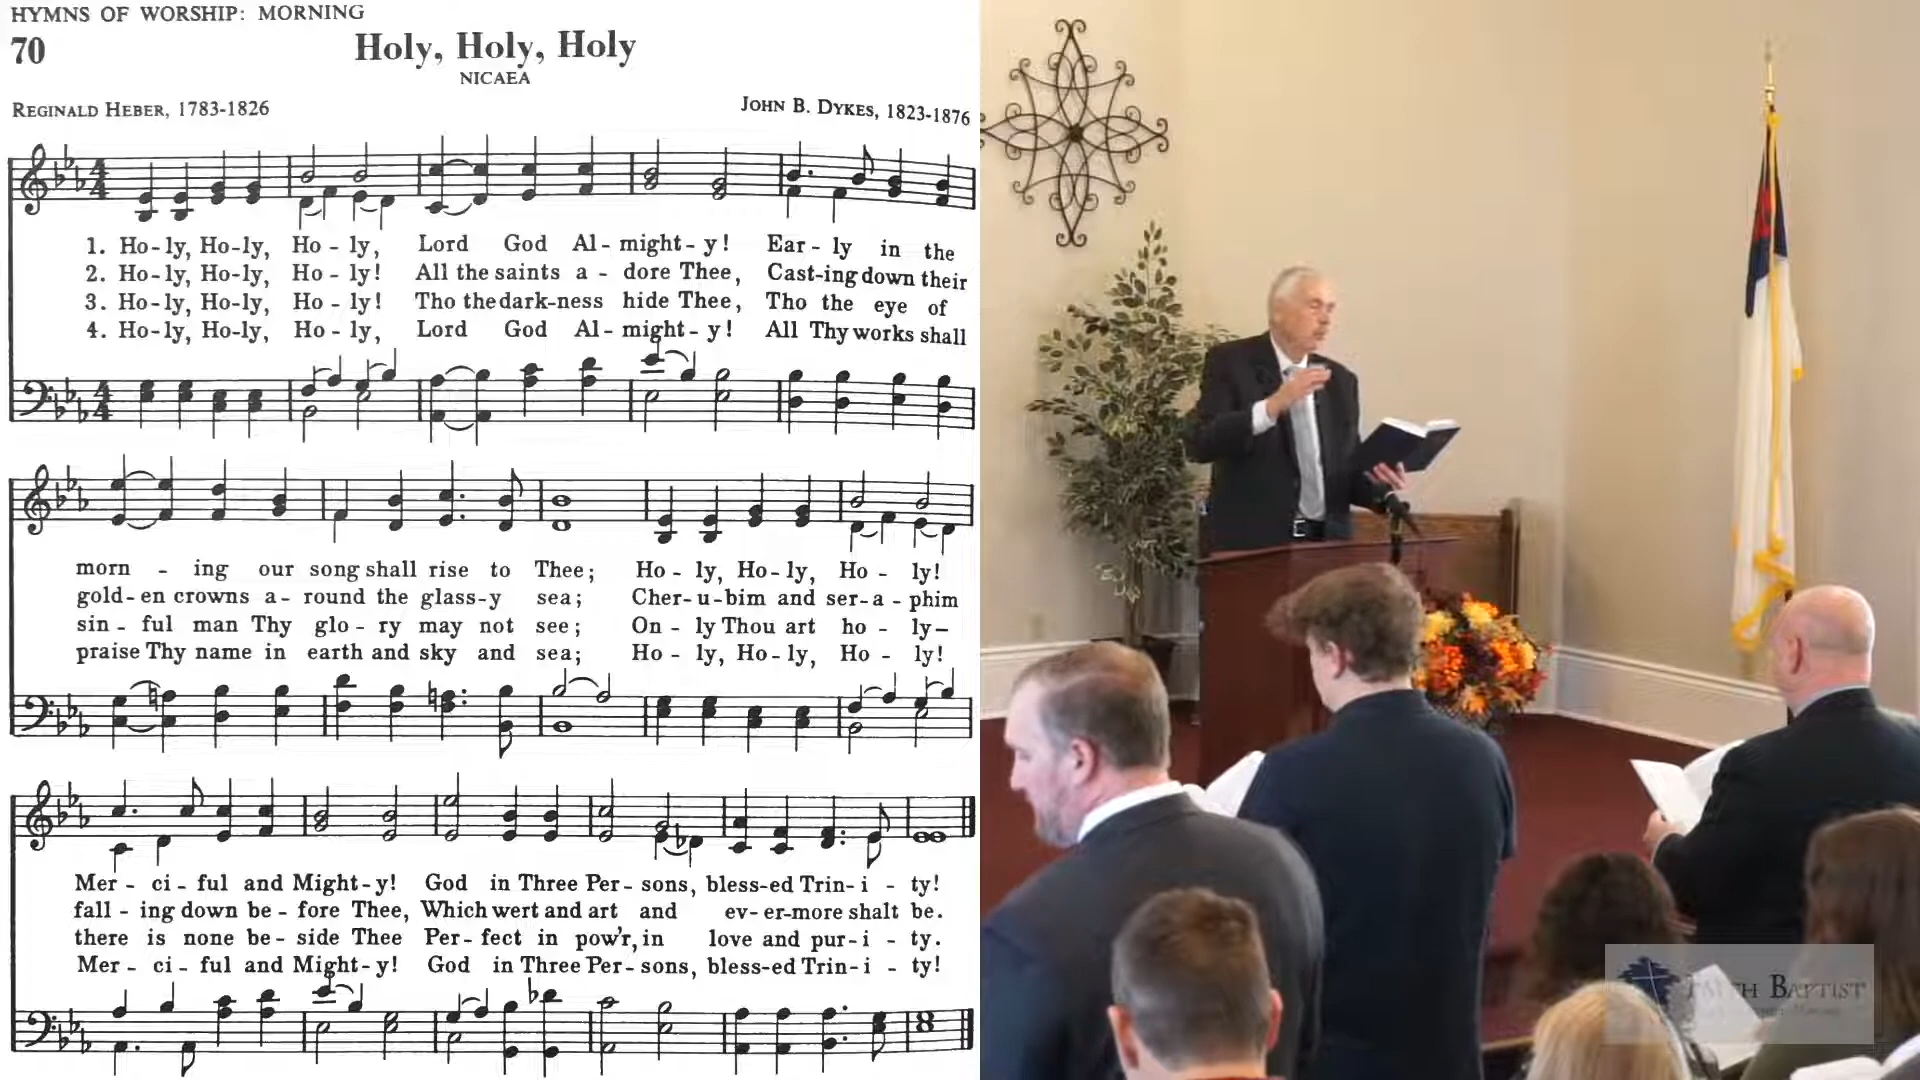 HYMNS OF WORSHIP: MORNING
70
Holy, Holy, Holy
NICAEA
REGINALD HEBER, 1783-1826
JOHN B. DYKES, 1823-1876
1. Ho-ly, Ho-ly, Ho - ly, Lord God Al- might- y! Ear - ly in the
2. Ho-ly, Ho-ly, Ho - ly! All the saints a - dore Thee, Cast-ing down their
3. Ho-ly, Ho-ly, Ho - ly! Tho the dark-ness hide Thee, Tho the eye of
4. Ho-ly, Ho-ly, Ho - ly, Lord God Al- might- y! All Thy works shall
morn - ing our song shall rise to Thee; Ho - ly, Ho-ly, Ho - ly!
gold-en crowns a- round the glass-y sea; Cher-u-bim and ser-a-phim
sin - ful man Thy glo - ry may not see; On - ly Thou art ho - ly–
praise Thy name in earth and sky and sea; Ho - ly, Ho-ly, Ho - ly!
Mer - ci - ful and Might-y! God in Three Per- sons, bless-ed Trin- i - ty!
fall - ing down be - fore Thee, Which wert and art and ev- er-more shalt be.
there is none be- side Thee Per- fect in pow'r, in love and pur- i - ty.
Mer - ci - ful and Might-y! God in Three Per- sons, bless-ed Trin- i - ty!
BAPTIST